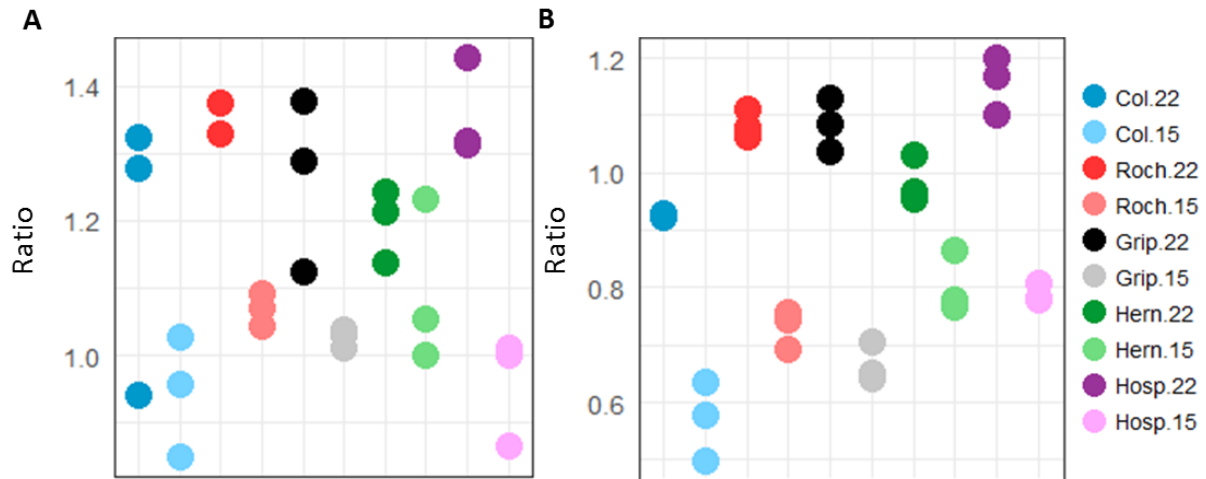 A
B
Ratio
1.4
1.2
1.0
Ratio
1.2
1.0
0.8
0.6
Col.22
Col.15
Roch.22
Roch.15
Grip.22
Grip.15
Hern.22
Hern.15
Hosp.22
Hosp.15